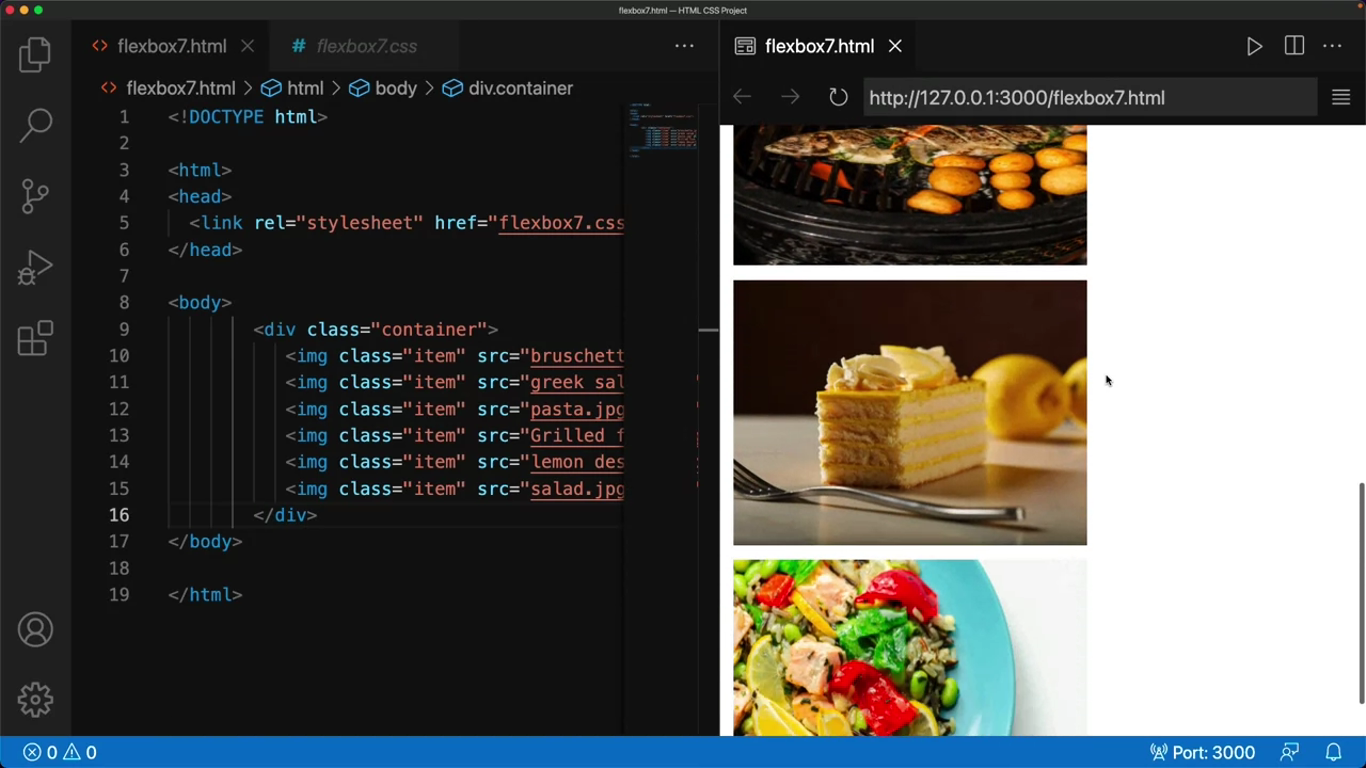 flexbox7.html — HTML CSS Project
<> flexbox7.html
# flexbox7.css
flexbox7.html
<> flexbox7.html > html > body > div.container
http://127.0.0.1:3000/flexbox7.html
1 <!DOCTYPE html>
2
3 <html>
4 <head>
5 <link rel="stylesheet" href="flexbox7.css
6 </head>
7
8 <body>
9 <div class="container">
10 <img class="item" src="bruschett
11 <img class="item" src="greek sal
12 <img class="item" src="pasta.jpg
13 <img class="item" src="Grilled f
14 <img class="item" src="lemon des
15 <img class="item" src="salad.jpg
16 </div>
17 </body>
18
19 </html>
0 0
Port: 3000